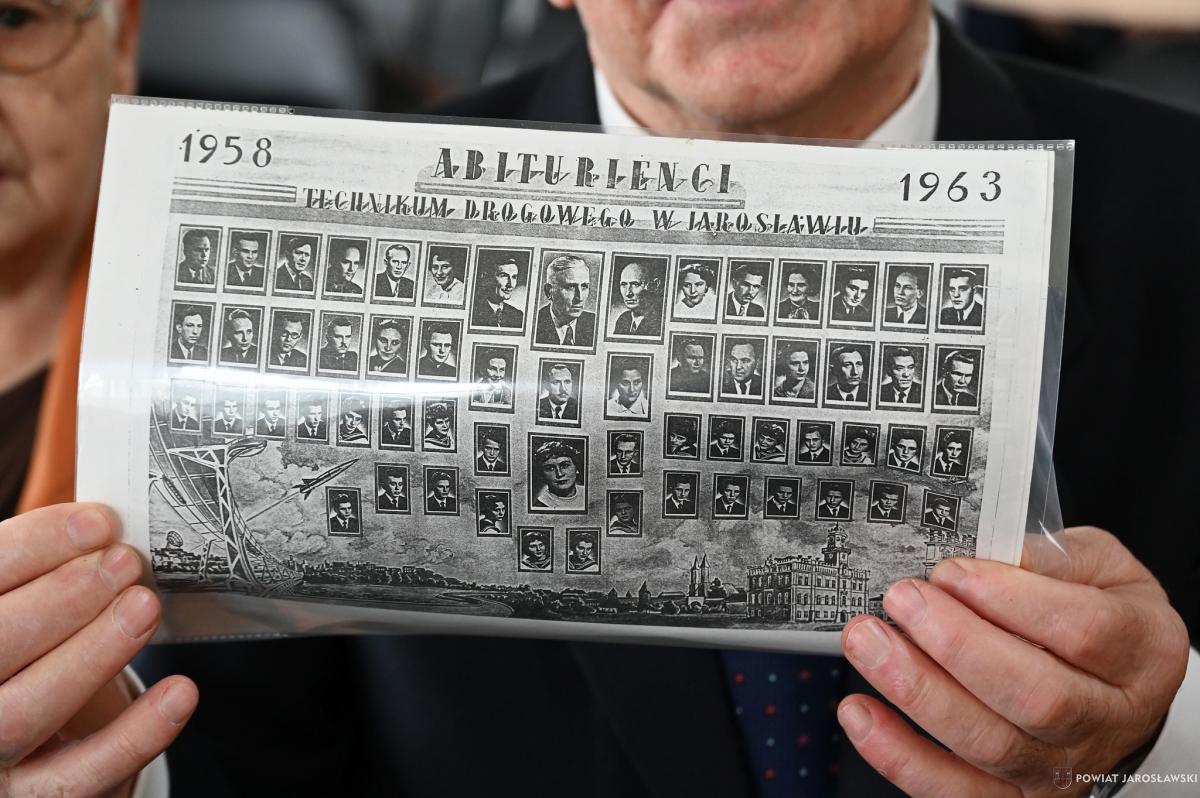 1958
ABITURIENCI
1963
TECHNIKUM DROGOWEGO W JAROSŁAWIU
POWIAT JAROSŁAWSKI